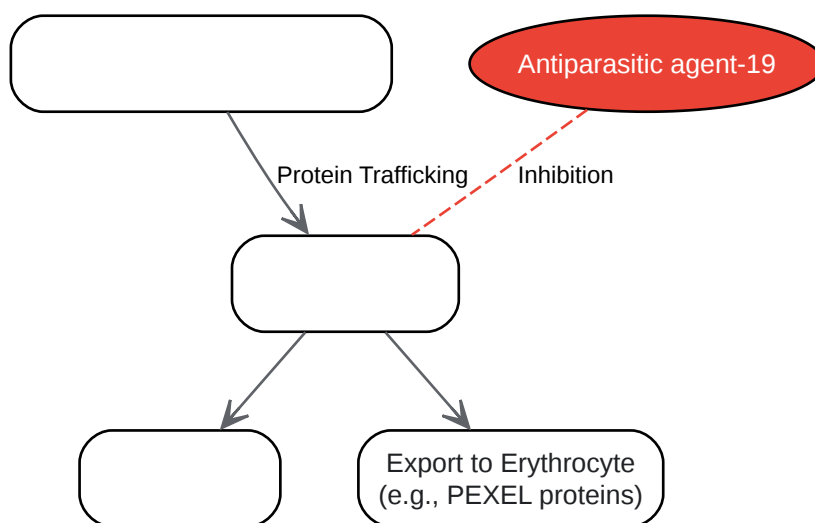 Antiparasitic agent-19
Protein Trafficking
Inhibition
Export to Erythrocyte
(e.g., PEXEL proteins)